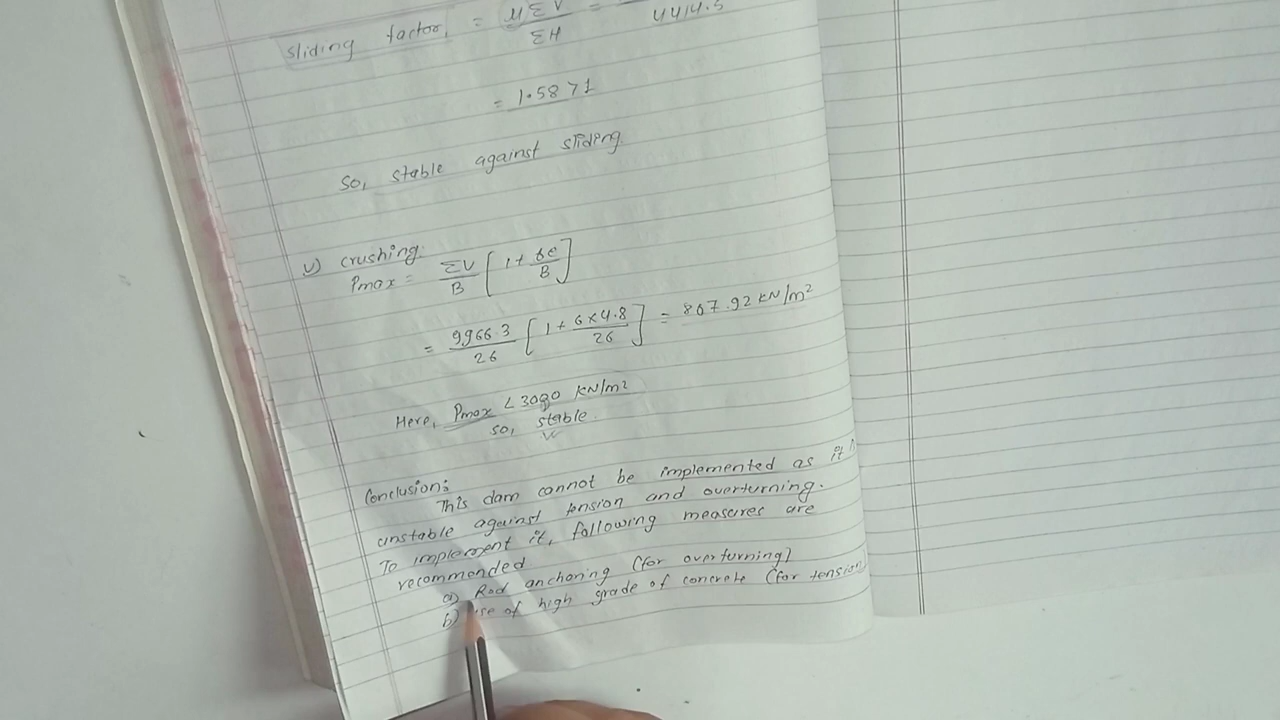 sliding factor, = μΣV / ΣH = 4414.5
= 1.58 > 1
So, stable against sliding.
v) crushing:
Pmax = ΣV/B [1 + 6e/B]
= 9966.3/26 [1 + 6×4.8/26] = 807.92 KN/m²
Here, Pmax < 3000 KN/m²
so, stable.
Conclusion:
This dam cannot be implemented as it
unstable against tension and overturning.
To implement it, following measures are
recommended
a) Rod anchoring (for overturning)
b) use of high grade of concrete (for tension)